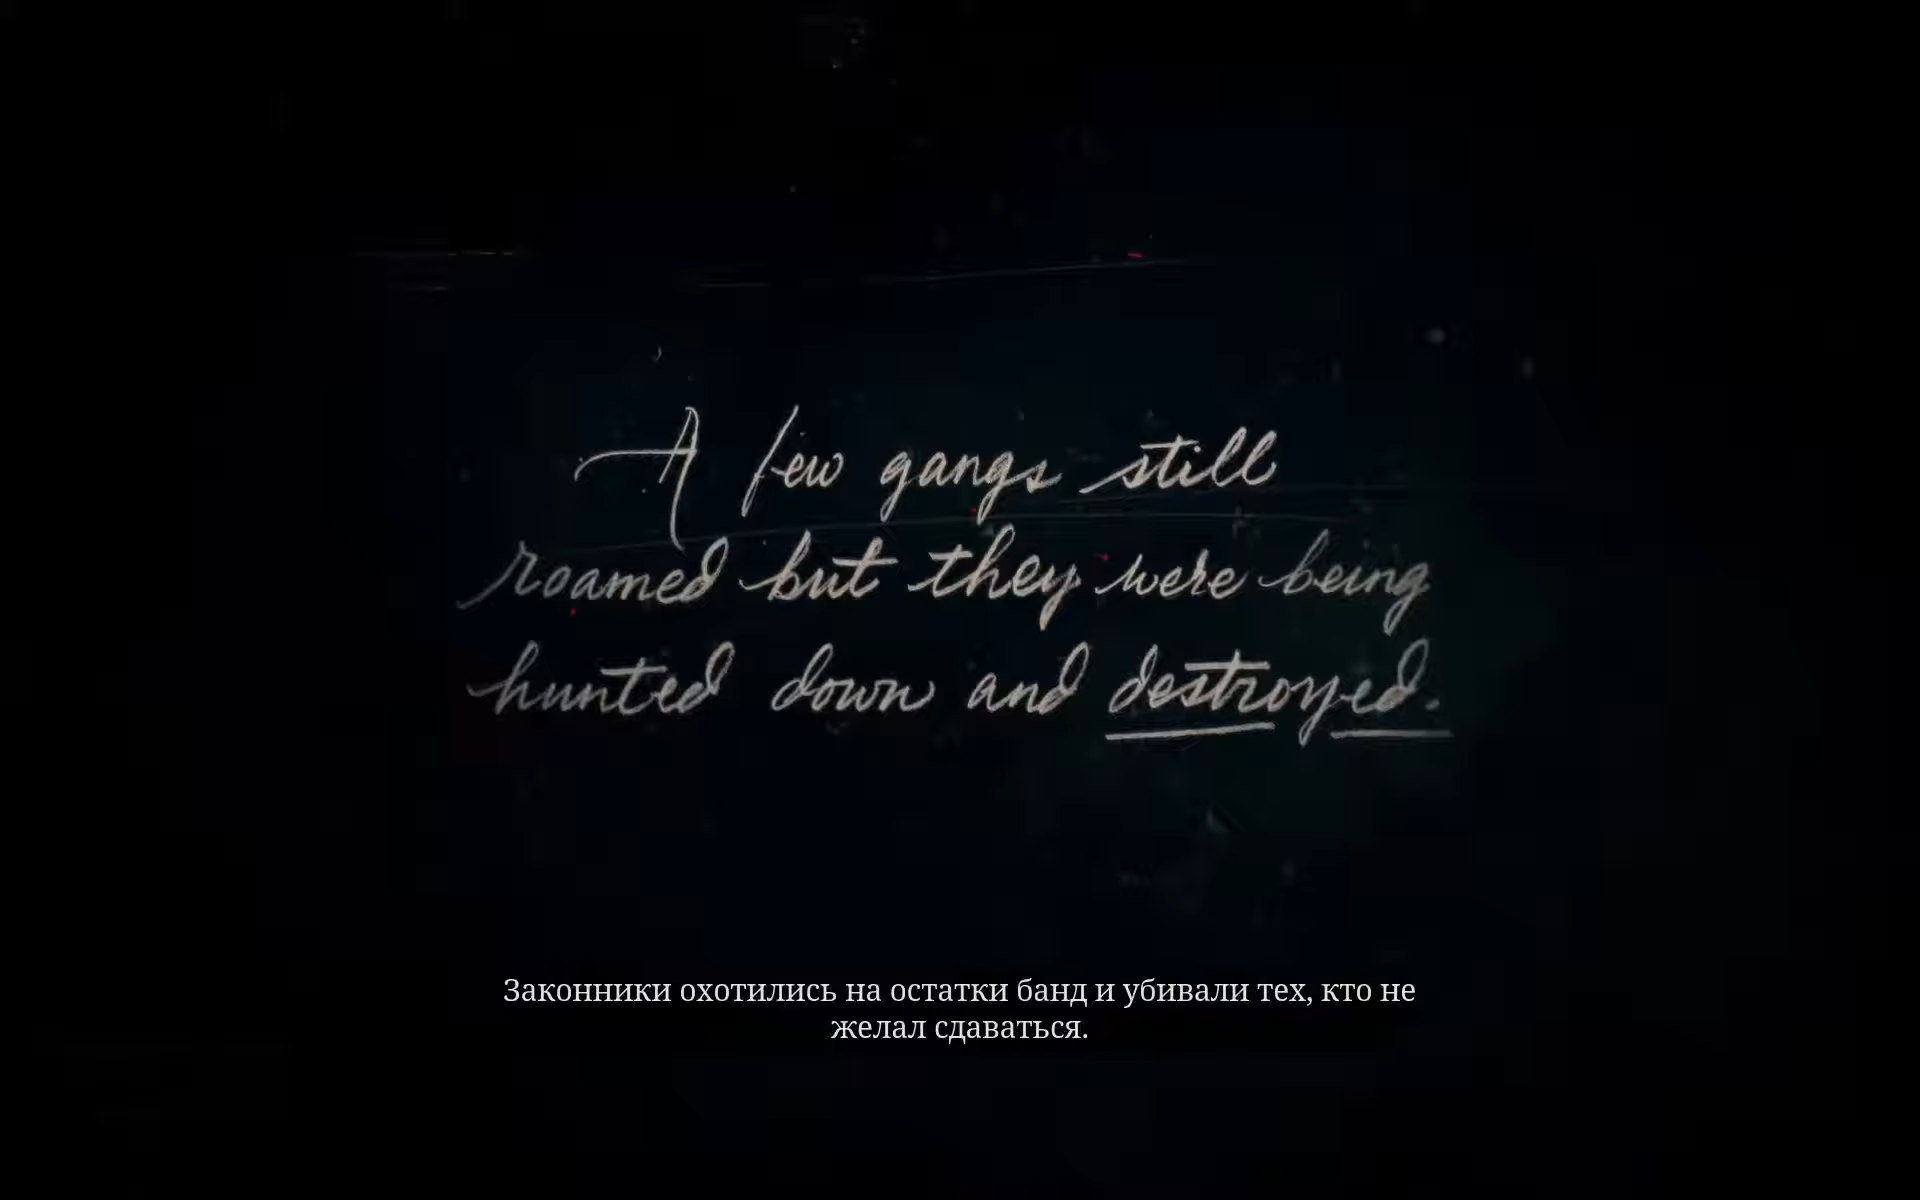 A few gangs still
roamed but they were being
hunted down and destroyed.
Законники охотились на остатки банд и убивали тех, кто не
желал сдаваться.